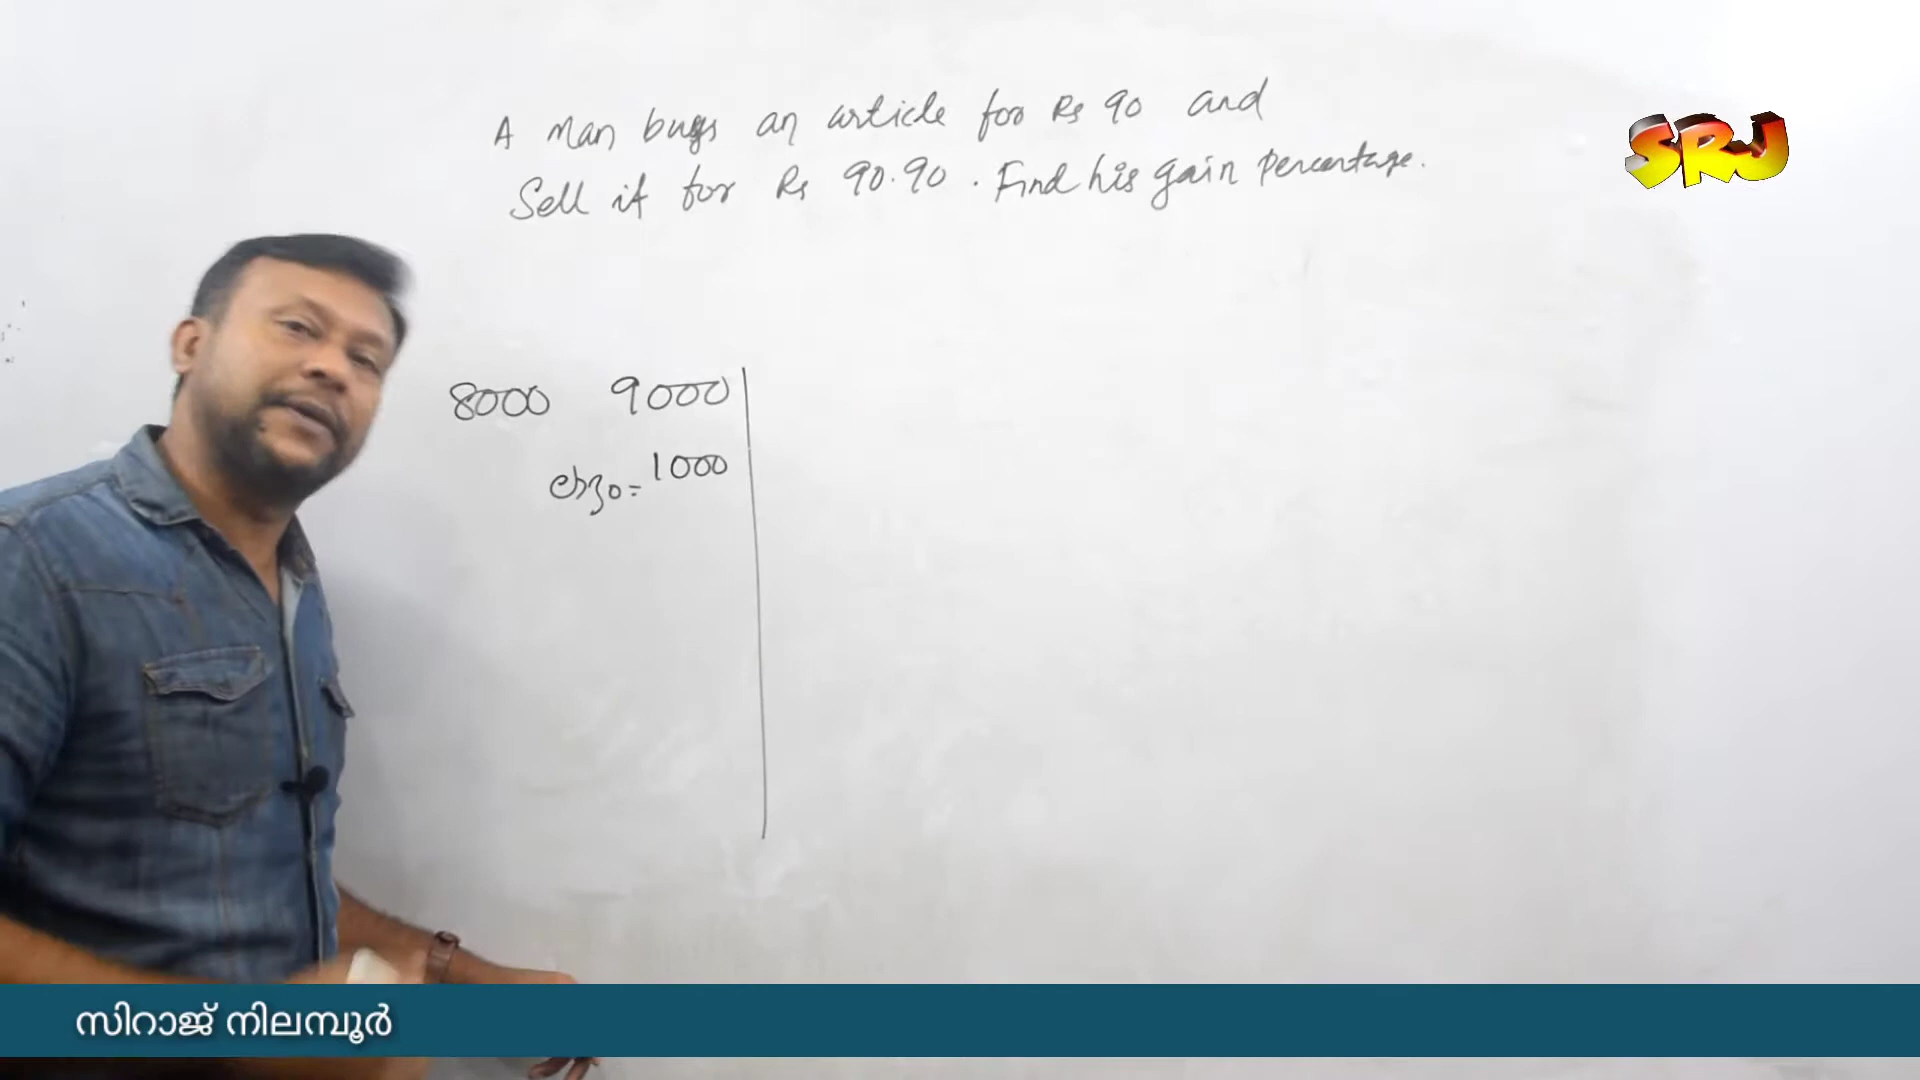 A man buys an article for Rs 90 and
Sell it for Rs 90.90. Find his gain percentage.
SRJ
8000 9000
ലാഭം = 1000
സിറാജ് നിലമ്പൂർ